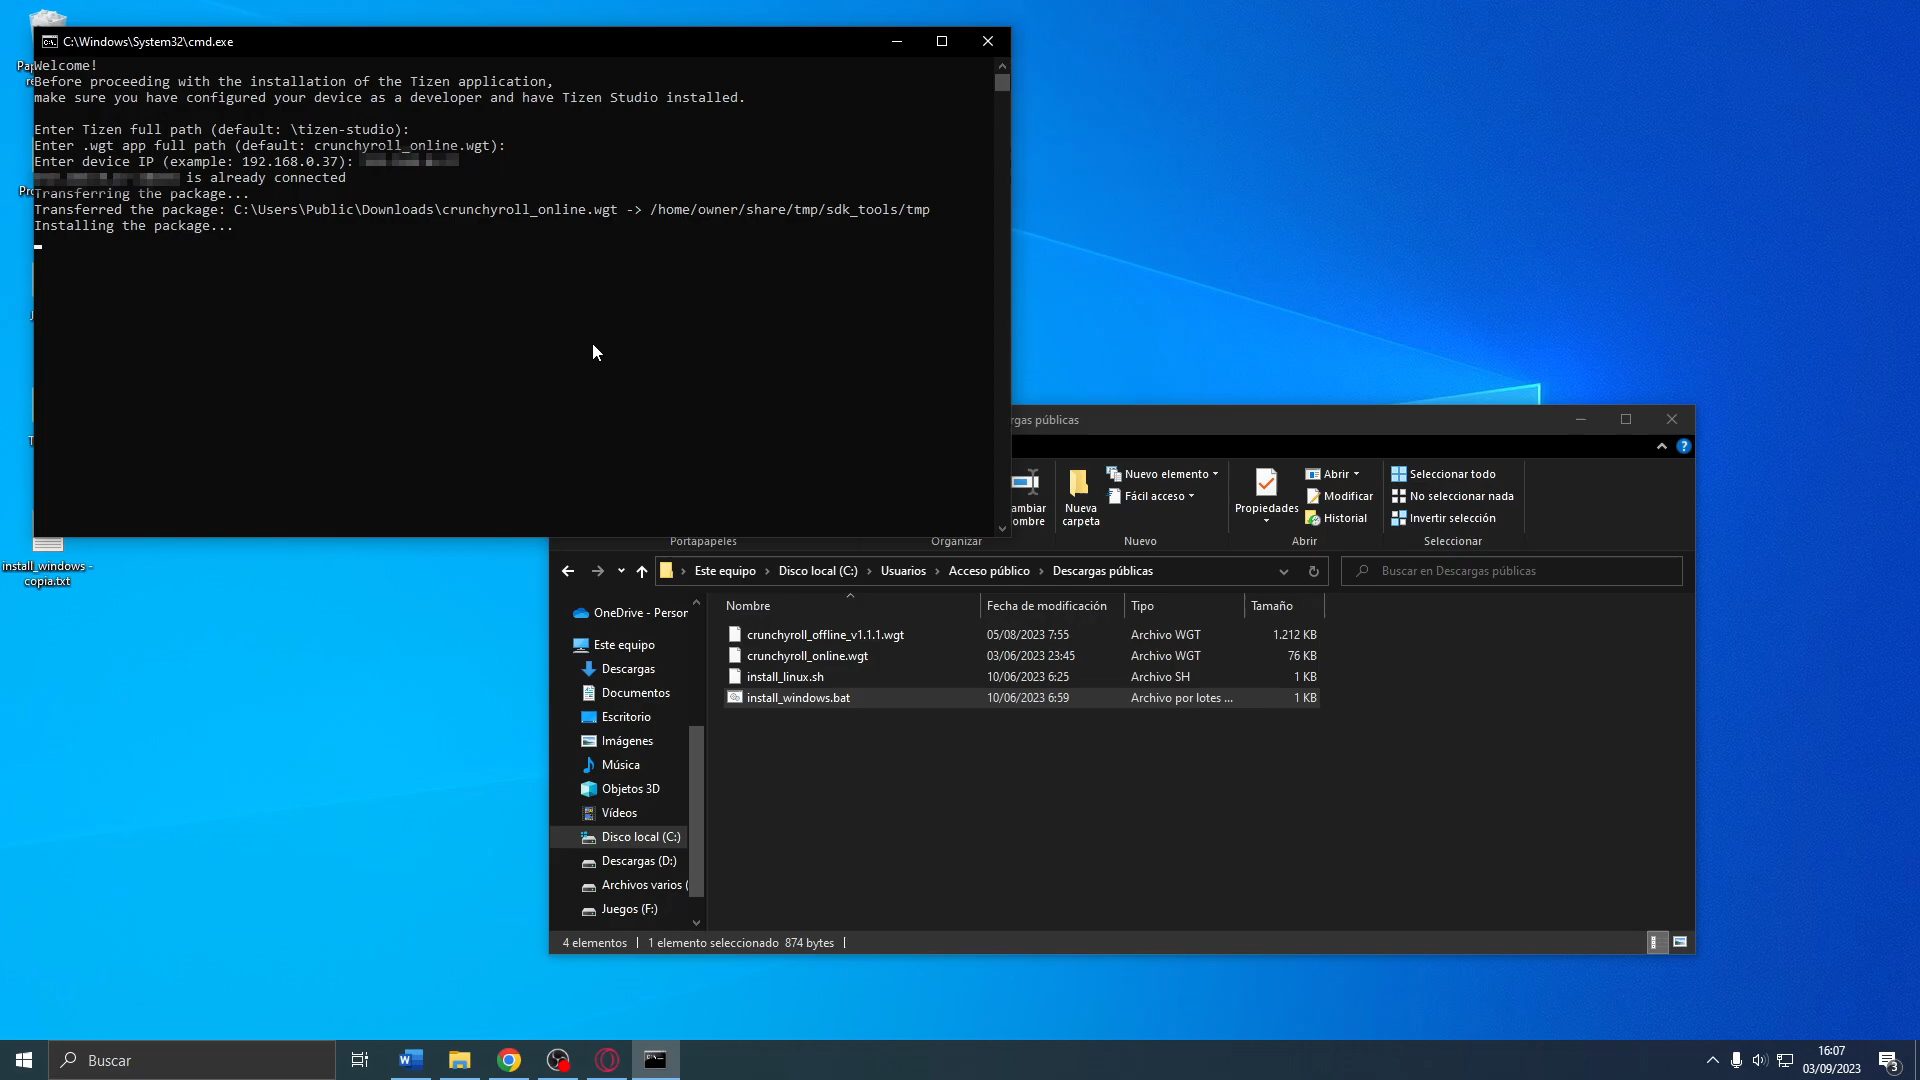 C:\Windows\System32\cmd.exe
Welcome!
Before proceeding with the installation of the Tizen application,
make sure you have configured your device as a developer and have Tizen Studio installed.
Enter Tizen full path (default: \tizen-studio):
Enter .wgt app full path (default: crunchyroll_online.wgt):
Enter device IP (example: 192.168.0.37):
is already connected
Transferring the package...
Transferred the package: C:\Users\Public\Downloads\crunchyroll_online.wgt -> /home/owner/share/tmp/sdk_tools/tmp
Installing the package...
install_windows -
copia.txt
rgas públicas
ambiar
ombre
Nueva
carpeta
Nuevo elemento
Fácil acceso
Propiedades
Abrir
Modificar
Historial
Seleccionar todo
No seleccionar nada
Invertir selección
Portapapeles
Organizar
Nuevo
Abrir
Seleccionar
Este equipo > Disco local (C:) > Usuarios > Acceso público > Descargas públicas
Buscar en Descargas públicas
Nombre Fecha de modificación Tipo Tamaño
crunchyroll_offline_v1.1.1.wgt 05/08/2023 7:55 Archivo WGT 1.212 KB
crunchyroll_online.wgt 03/06/2023 23:45 Archivo WGT 76 KB
install_linux.sh 10/06/2023 6:25 Archivo SH 1 KB
install_windows.bat 10/06/2023 6:59 Archivo por lotes ... 1 KB
OneDrive - Person
Este equipo
Descargas
Documentos
Escritorio
Imágenes
Música
Objetos 3D
Vídeos
Disco local (C:)
Descargas (D:)
Archivos varios (
Juegos (F:)
4 elementos | 1 elemento seleccionado 874 bytes |
Buscar
16:07
03/09/2023
3